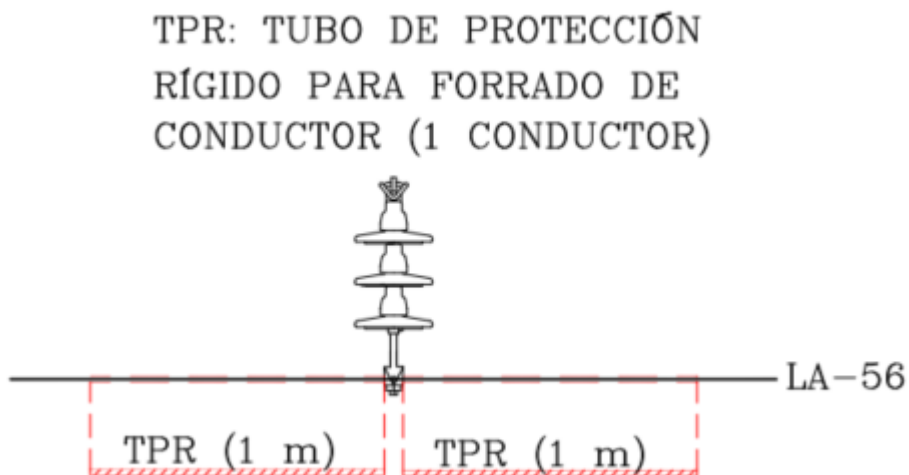 TPR: TUBO DE PROTECCIÓN
RÍGIDO PARA FORRADO DE
CONDUCTOR (1 CONDUCTOR)
LA-56
TPR (1 m) TPR (1 m)